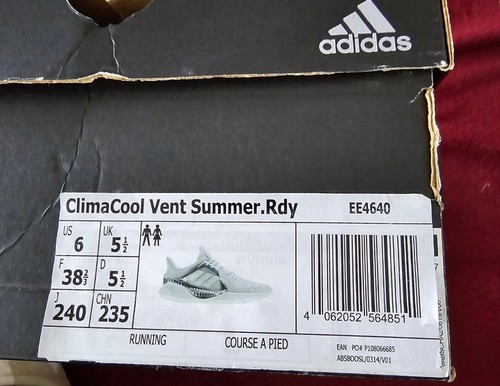 adidas
ClimaCool Vent Summer.Rdy EE4640
US 6 UK 5½
F 38⅔ D 5½
J 240 CHN 235
4 062052 564851
RUNNING COURSE A PIED
EAN PO# P108066685
ABSBOOSL/0314/V01